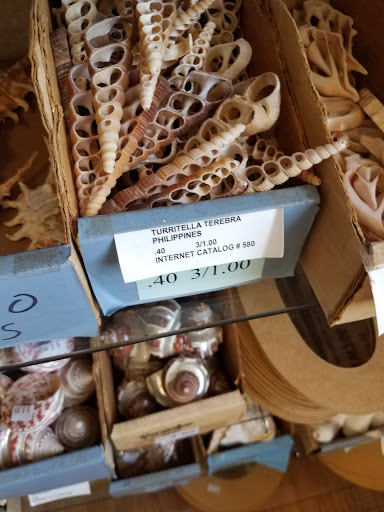 TURRITELLA TEREBRA
PHILIPPINES
.40 3/1.00
INTERNET CATALOG # 580
.40 3/1.00
O
S